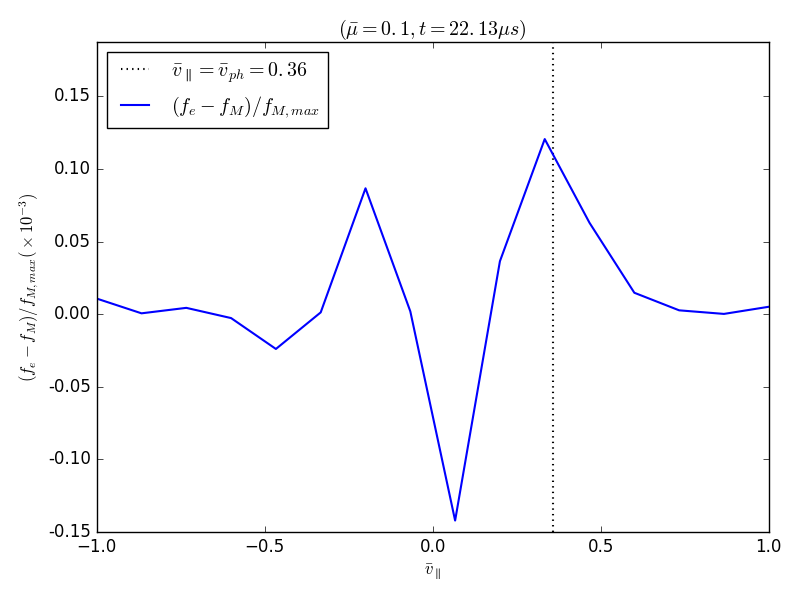 (μ̄ = 0.1, t = 22.13μs)
v̄∥ = v̄ph = 0.36
(fe − fM)/fM,max
(fe − fM)/fM,max(×10⁻³)
0.15
0.10
0.05
0.00
-0.05
-0.10
-0.15
−1.0 −0.5 0.0 0.5 1.0
v̄∥